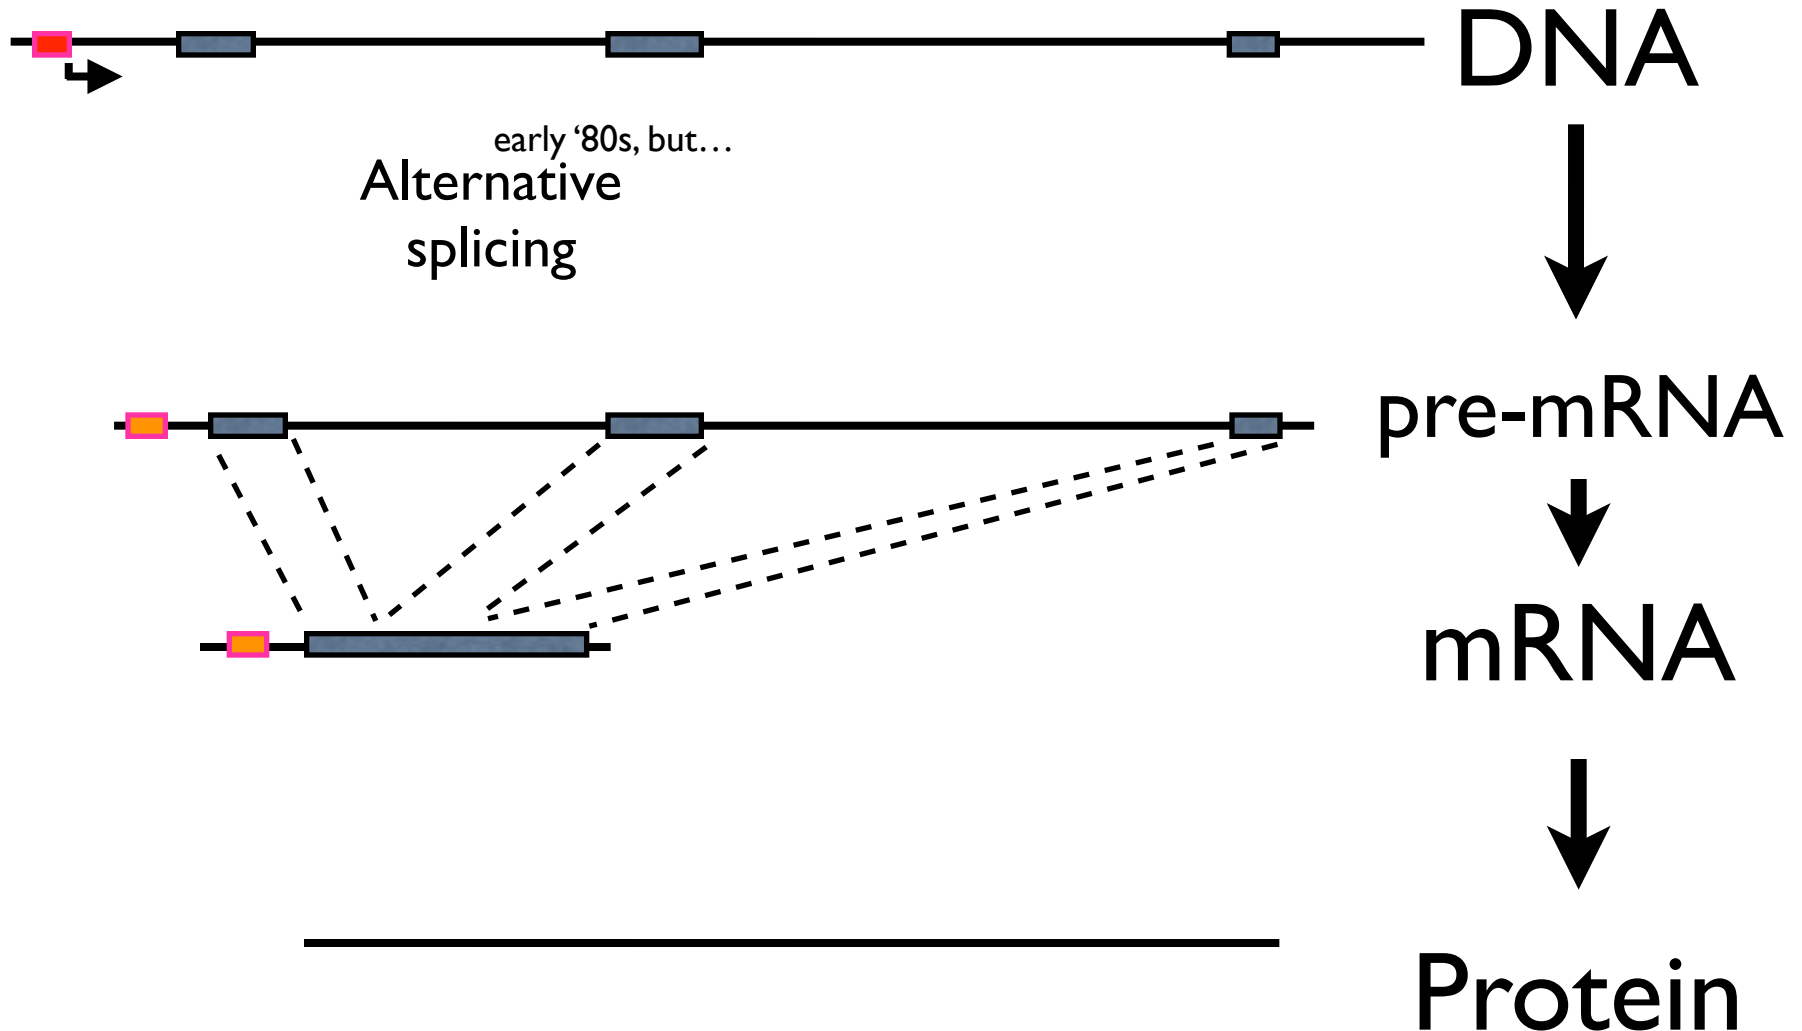 DNA
early ‘80s, but…
Alternative
splicing
pre-mRNA
mRNA
Protein